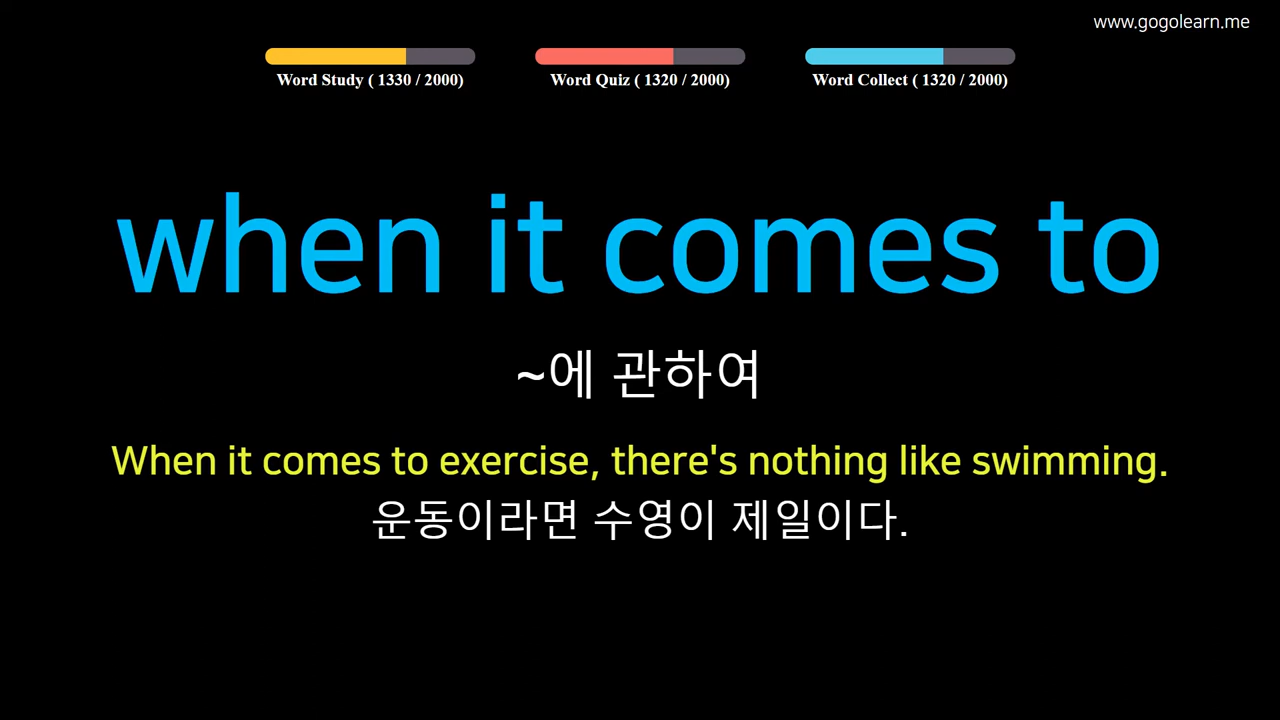 www.gogolearn.me
Word Study ( 1330 / 2000)
Word Quiz ( 1320 / 2000)
Word Collect ( 1320 / 2000)
when it comes to
~에 관하여
When it comes to exercise, there's nothing like swimming.
운동이라면 수영이 제일이다.